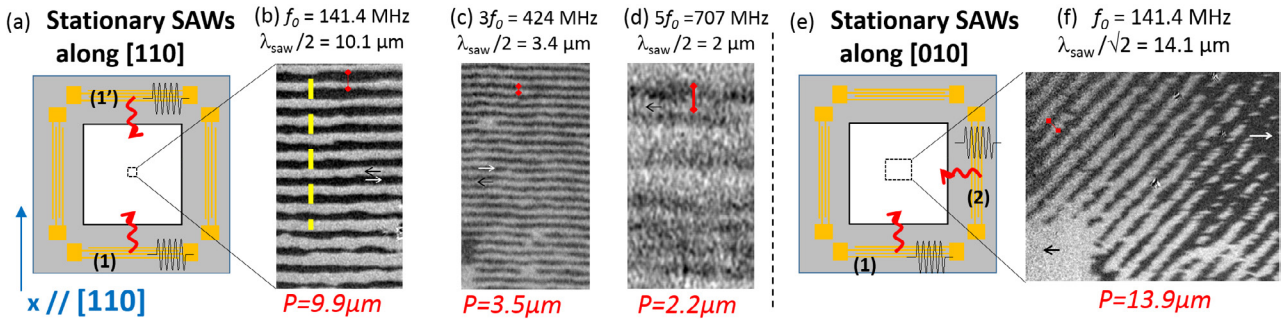 (a) Stationary SAWs
along [110]
(1')
(1)
x // [110]
(b) f₀ = 141.4 MHz
λsaw/2 = 10.1 μm
P=9.9μm
(c) 3f₀ = 424 MHz
λsaw/2 = 3.4 μm
P=3.5μm
(d) 5f₀=707 MHz
λsaw/2 = 2 μm
P=2.2μm
(e) Stationary SAWs
along [010]
(2)
(1)
(f) f₀ = 141.4 MHz
λsaw/√2 = 14.1 μm
P=13.9μm